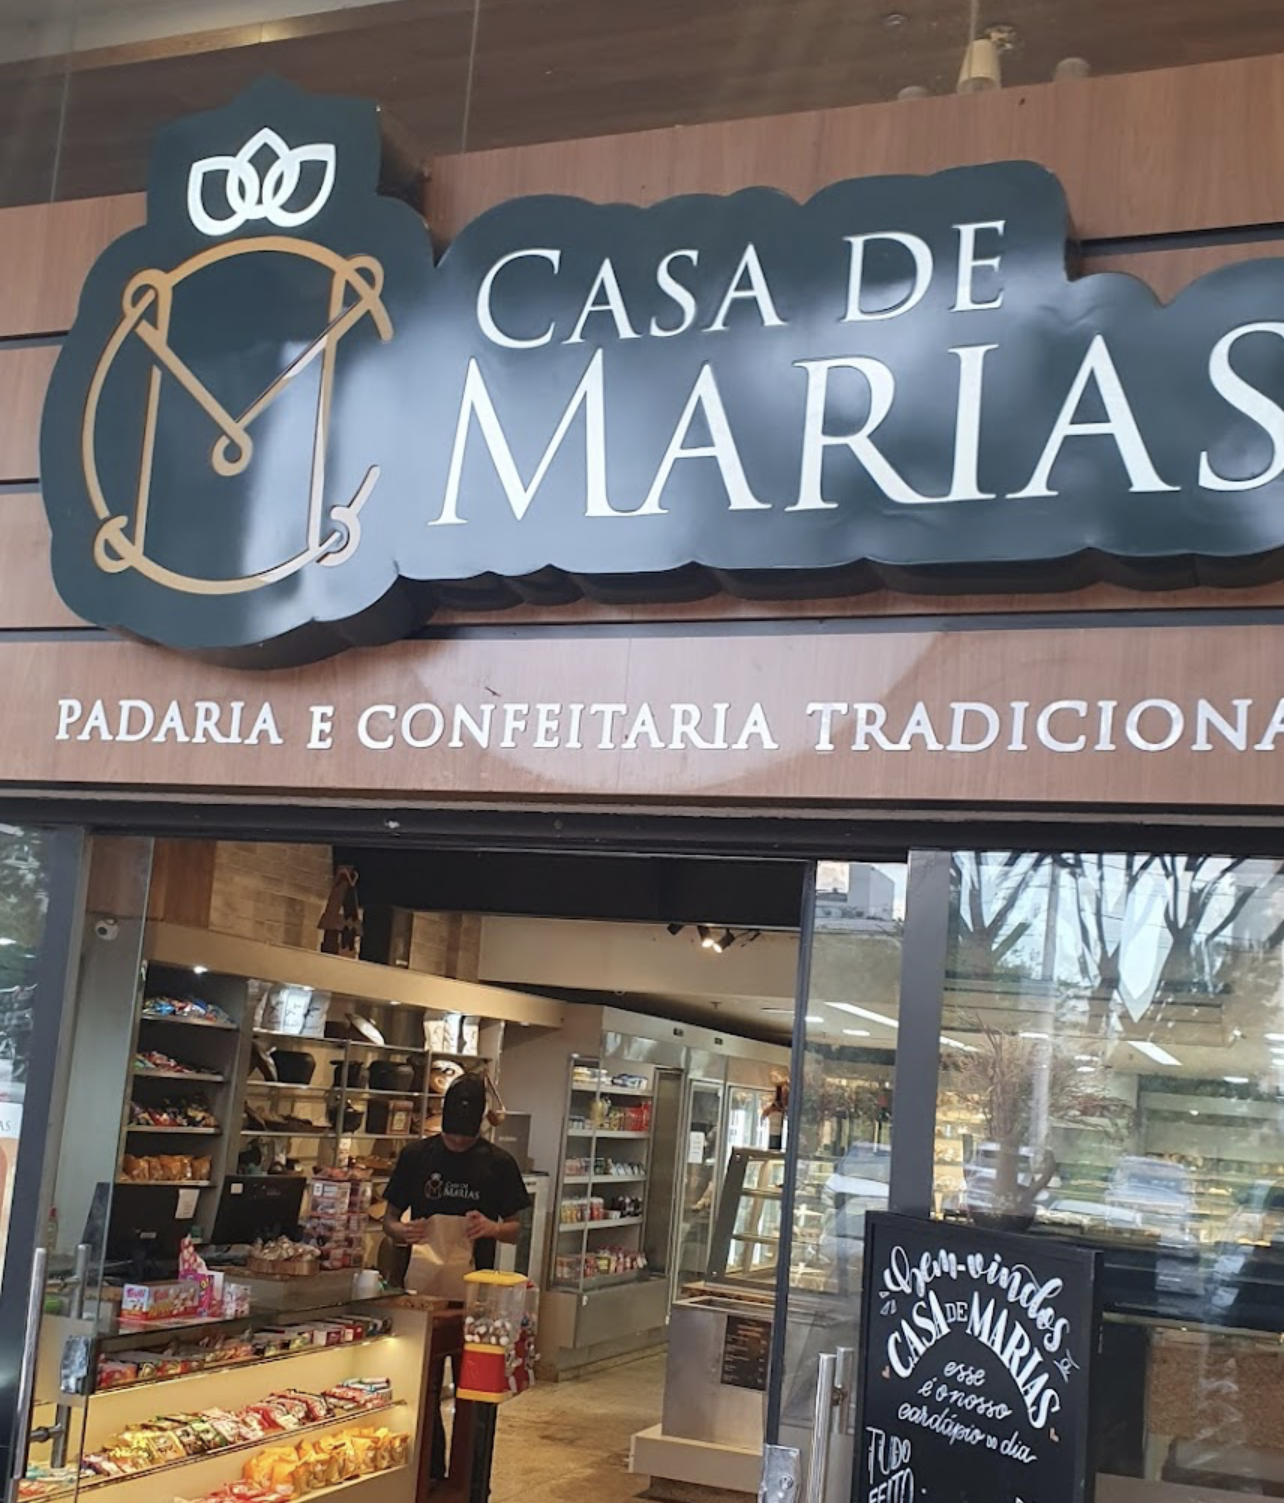 CASA DE
MARIAS
PADARIA E CONFEITARIA TRADICIONA
CASA DE
MARIAS
Bem-vindos
CASA DE MARIAS
esse
é o nosso
cardápio do dia
TUDO
FEITO